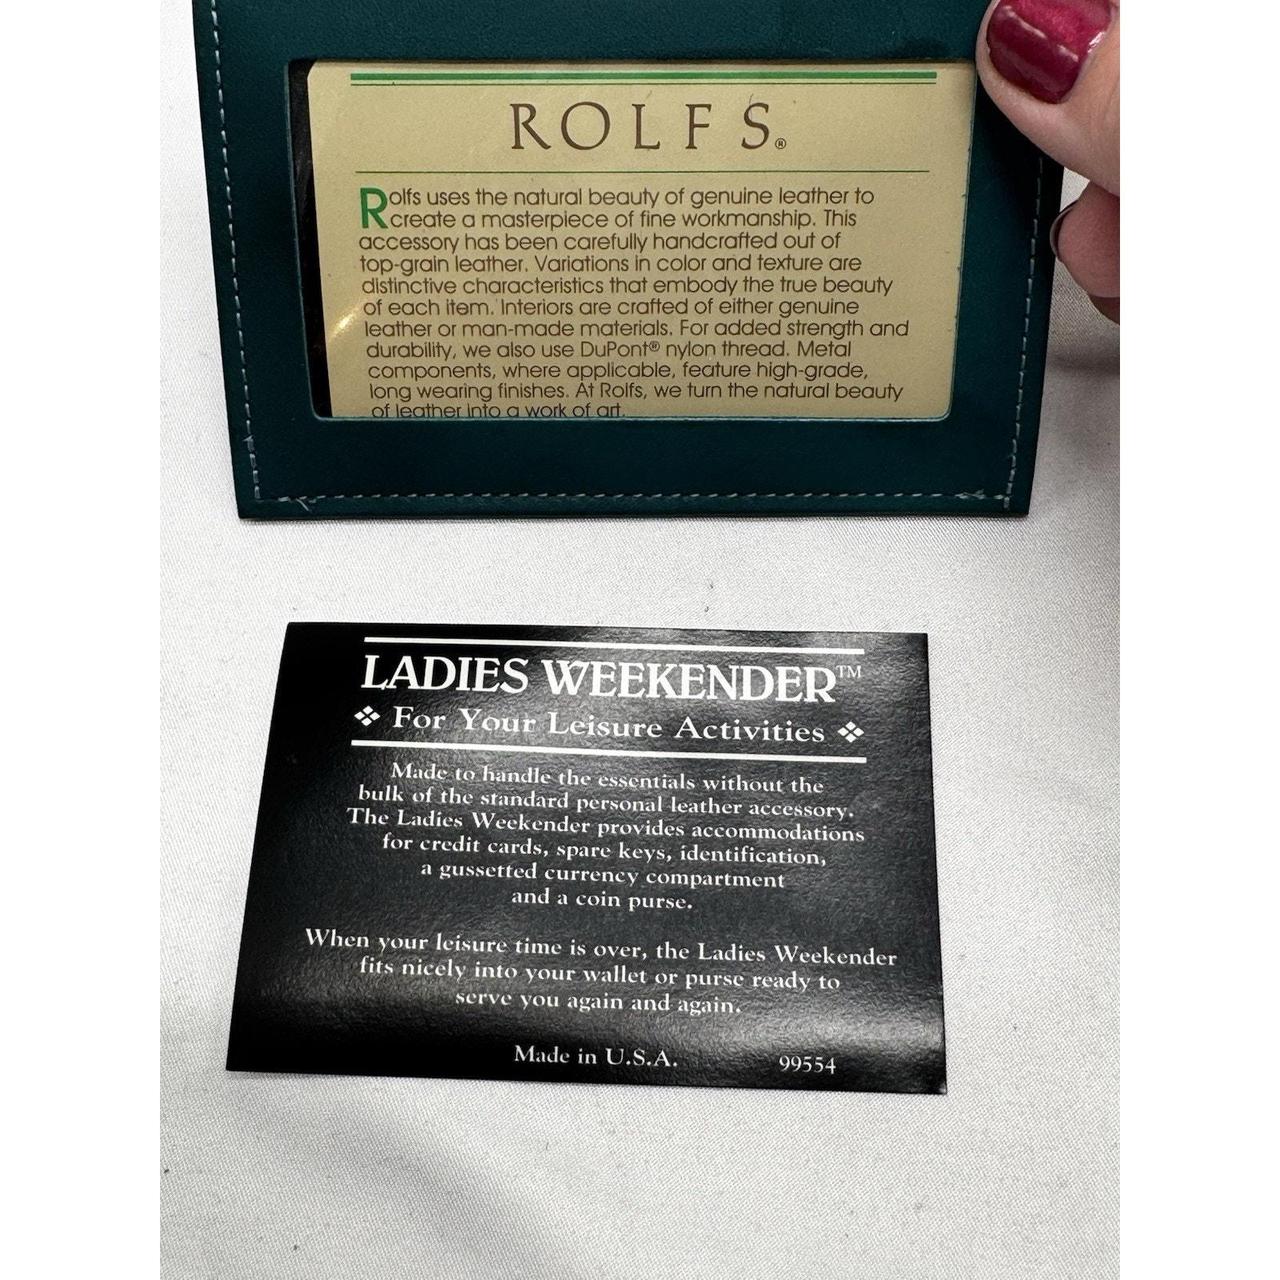 ROLFS®
Rolfs uses the natural beauty of genuine leather to
create a masterpiece of fine workmanship. This
accessory has been carefully handcrafted out of
top-grain leather. Variations in color and texture are
distinctive characteristics that embody the true beauty
of each item. Interiors are crafted of either genuine
leather or man-made materials. For added strength and
durability, we also use DuPont® nylon thread. Metal
components, where applicable, feature high-grade,
long wearing finishes. At Rolfs, we turn the natural beauty
of leather into a work of art.
LADIES WEEKENDER™
❖ For Your Leisure Activities ❖
Made to handle the essentials without the
bulk of the standard personal leather accessory.
The Ladies Weekender provides accommodations
for credit cards, spare keys, identification,
a gussetted currency compartment
and a coin purse.
When your leisure time is over, the Ladies Weekender
fits nicely into your wallet or purse ready to
serve you again and again.
Made in U.S.A. 99554